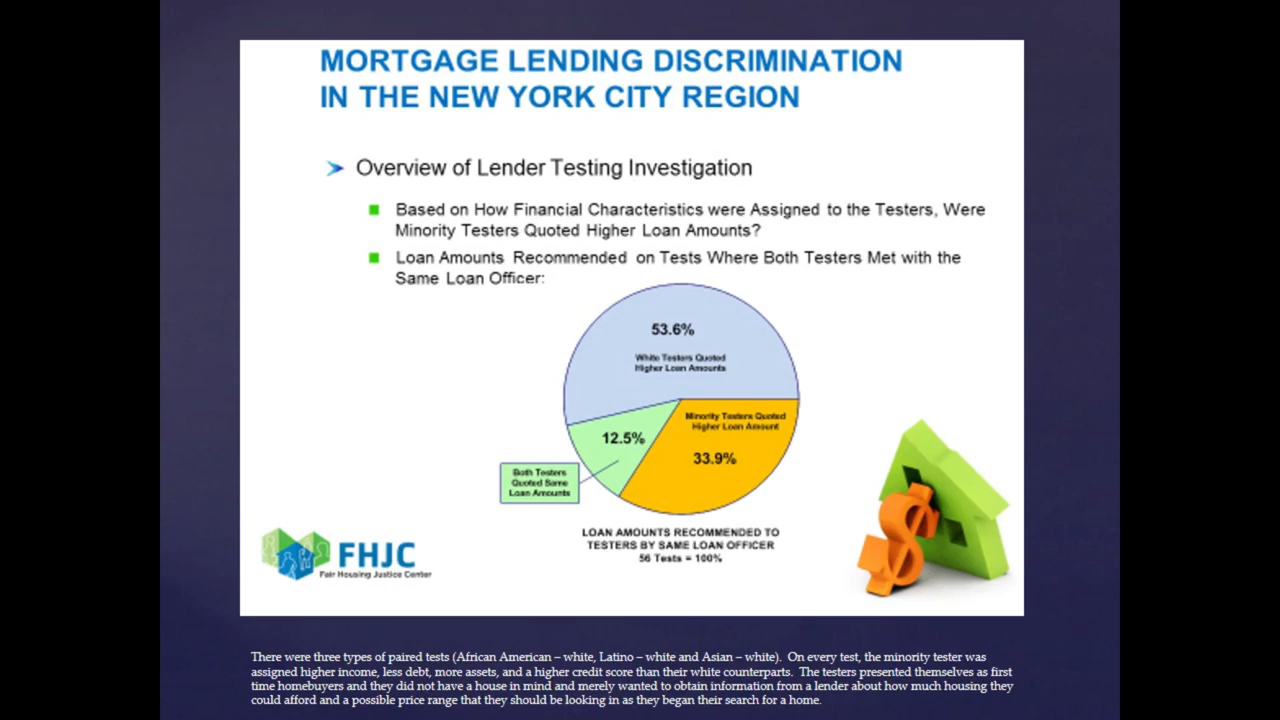 MORTGAGE LENDING DISCRIMINATION
IN THE NEW YORK CITY REGION
Overview of Lender Testing Investigation
Based on How Financial Characteristics were Assigned to the Testers, Were
Minority Testers Quoted Higher Loan Amounts?
Loan Amounts Recommended on Tests Where Both Testers Met with the
Same Loan Officer:
53.6%
White Testers Quoted
Higher Loan Amounts
Minority Testers Quoted
Higher Loan Amount
33.9%
12.5%
Both Testers
Quoted Same
Loan Amounts
LOAN AMOUNTS RECOMMENDED TO
TESTERS BY SAME LOAN OFFICER
56 Tests = 100%
FHJC
Fair Housing Justice Center
There were three types of paired tests (African American – white, Latino – white and Asian – white).  On every test, the minority tester was
assigned higher income, less debt, more assets, and a higher credit score than their white counterparts.  The testers presented themselves as first
time homebuyers and they did not have a house in mind and merely wanted to obtain information from a lender about how much housing they
could afford and a possible price range that they should be looking in as they began their search for a home.